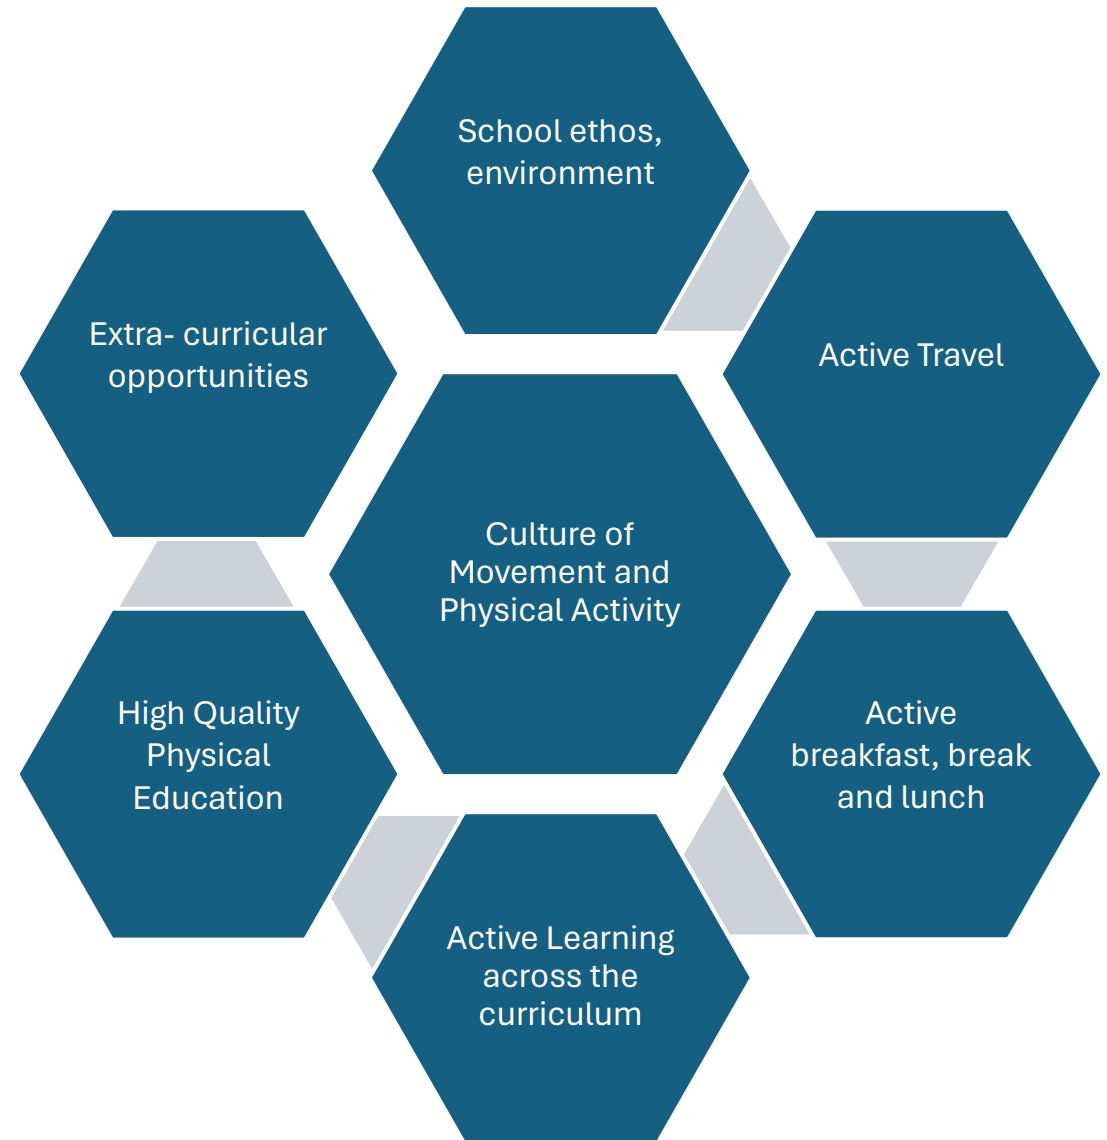 School ethos,
environment
Active Travel
Active
breakfast, break
and lunch
Active Learning
across the
curriculum
High Quality
Physical
Education
Extra- curricular
opportunities
Culture of
Movement and
Physical Activity